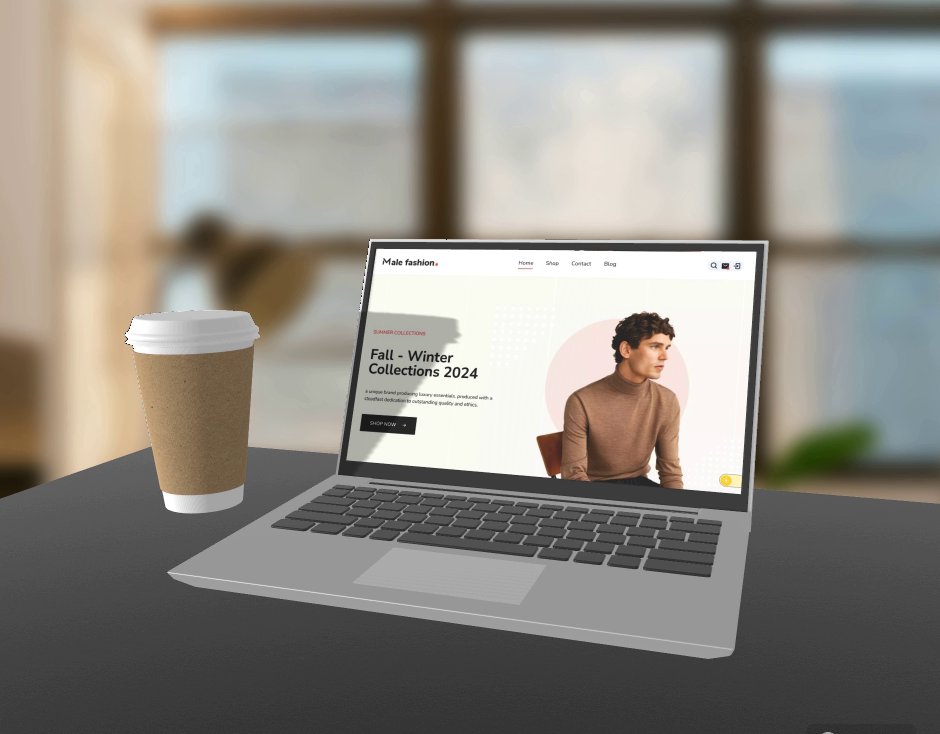 Male fashion.
Home Shop Contact Blog
SUMMER COLLECTIONS
Fall - Winter
Collections 2024
a unique brand producing luxury essentials. produced with a
steadfast dedication to outstanding quality and ethics.
SHOP NOW →